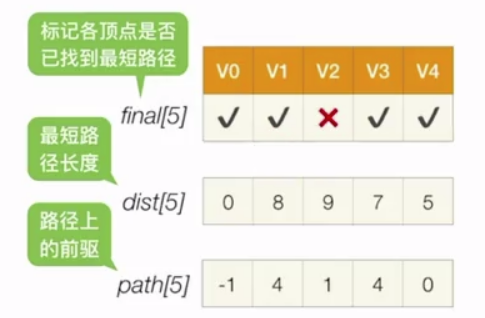 标记各顶点是否
已找到最短路径
V0 V1 V2 V3 V4
final[5] ✓ ✓ ✗ ✓ ✓
最短路
径长度
dist[5] 0 8 9 7 5
路径上
的前驱
path[5] -1 4 1 4 0